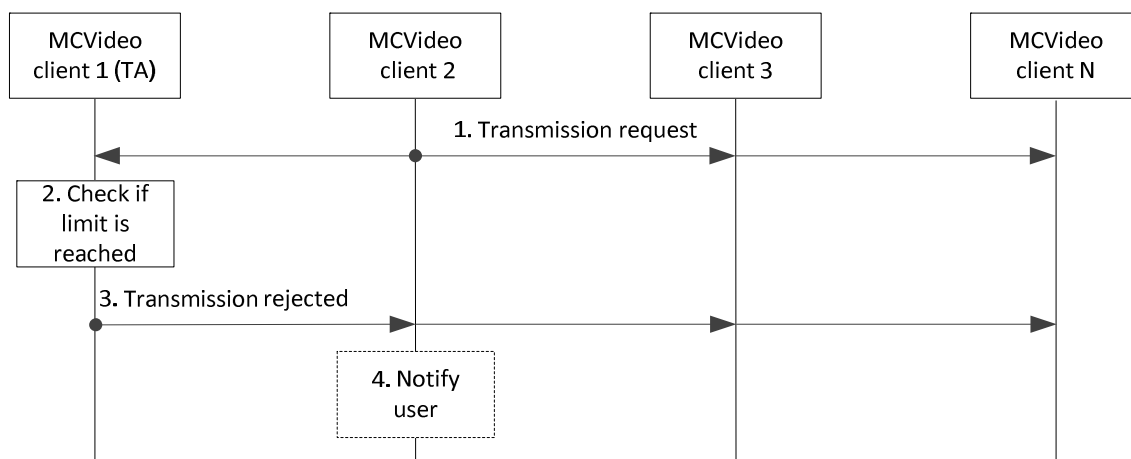 MCVideo
client 1 (TA)
MCVideo
client 2
MCVideo
client 3
MCVideo
client N
1. Transmission request
2. Check if
limit is
reached
3. Transmission rejected
4. Notify
user